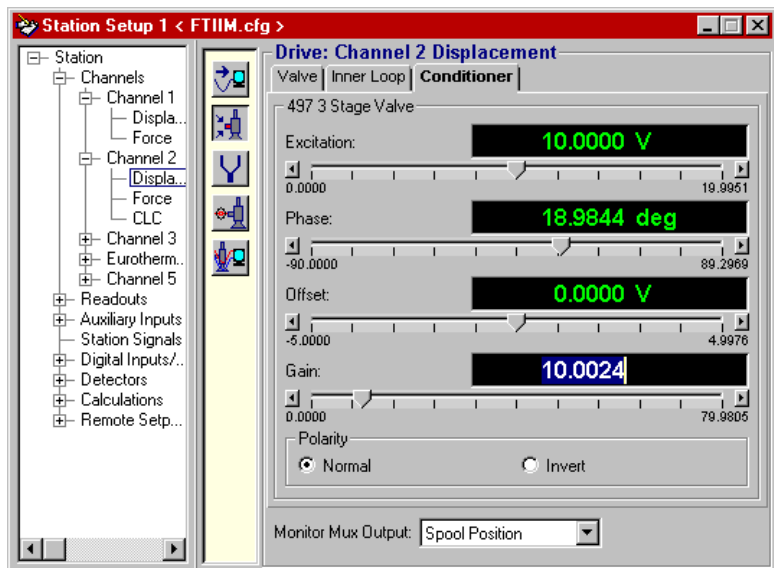 Station Setup 1 < FTIIM.cfg >
Station
Channels
Channel 1
Displa...
Force
Channel 2
Displa...
Force
CLC
Channel 3
Eurotherm..
Channel 5
Readouts
Auxiliary Inputs
Station Signals
Digital Inputs/..
Detectors
Calculations
Remote Setp...
Drive: Channel 2 Displacement
Valve Inner Loop Conditioner
497 3 Stage Valve
Excitation: 10.0000 V
0.0000 19.9951
Phase: 18.9844 deg
-90.0000 89.2969
Offset: 0.0000 V
-5.0000 4.9976
Gain: 10.0024
0.0000 79.9805
Polarity
Normal Invert
Monitor Mux Output: Spool Position